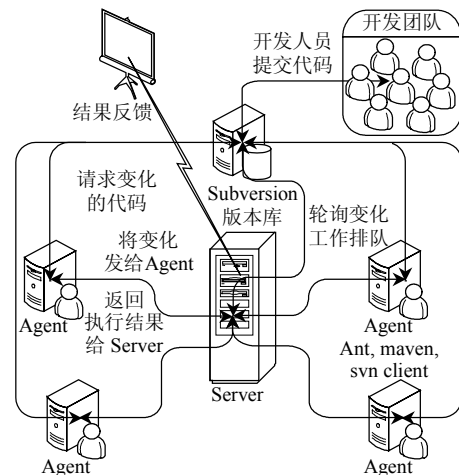 开发团队
开发人员
提交代码
结果反馈
请求变化
的代码
Subversion
版本库
轮询变化
工作排队
将变化
发给Agent
返回
执行结果
给 Server
Agent
Agent
Ant, maven,
svn client
Server
Agent
Agent